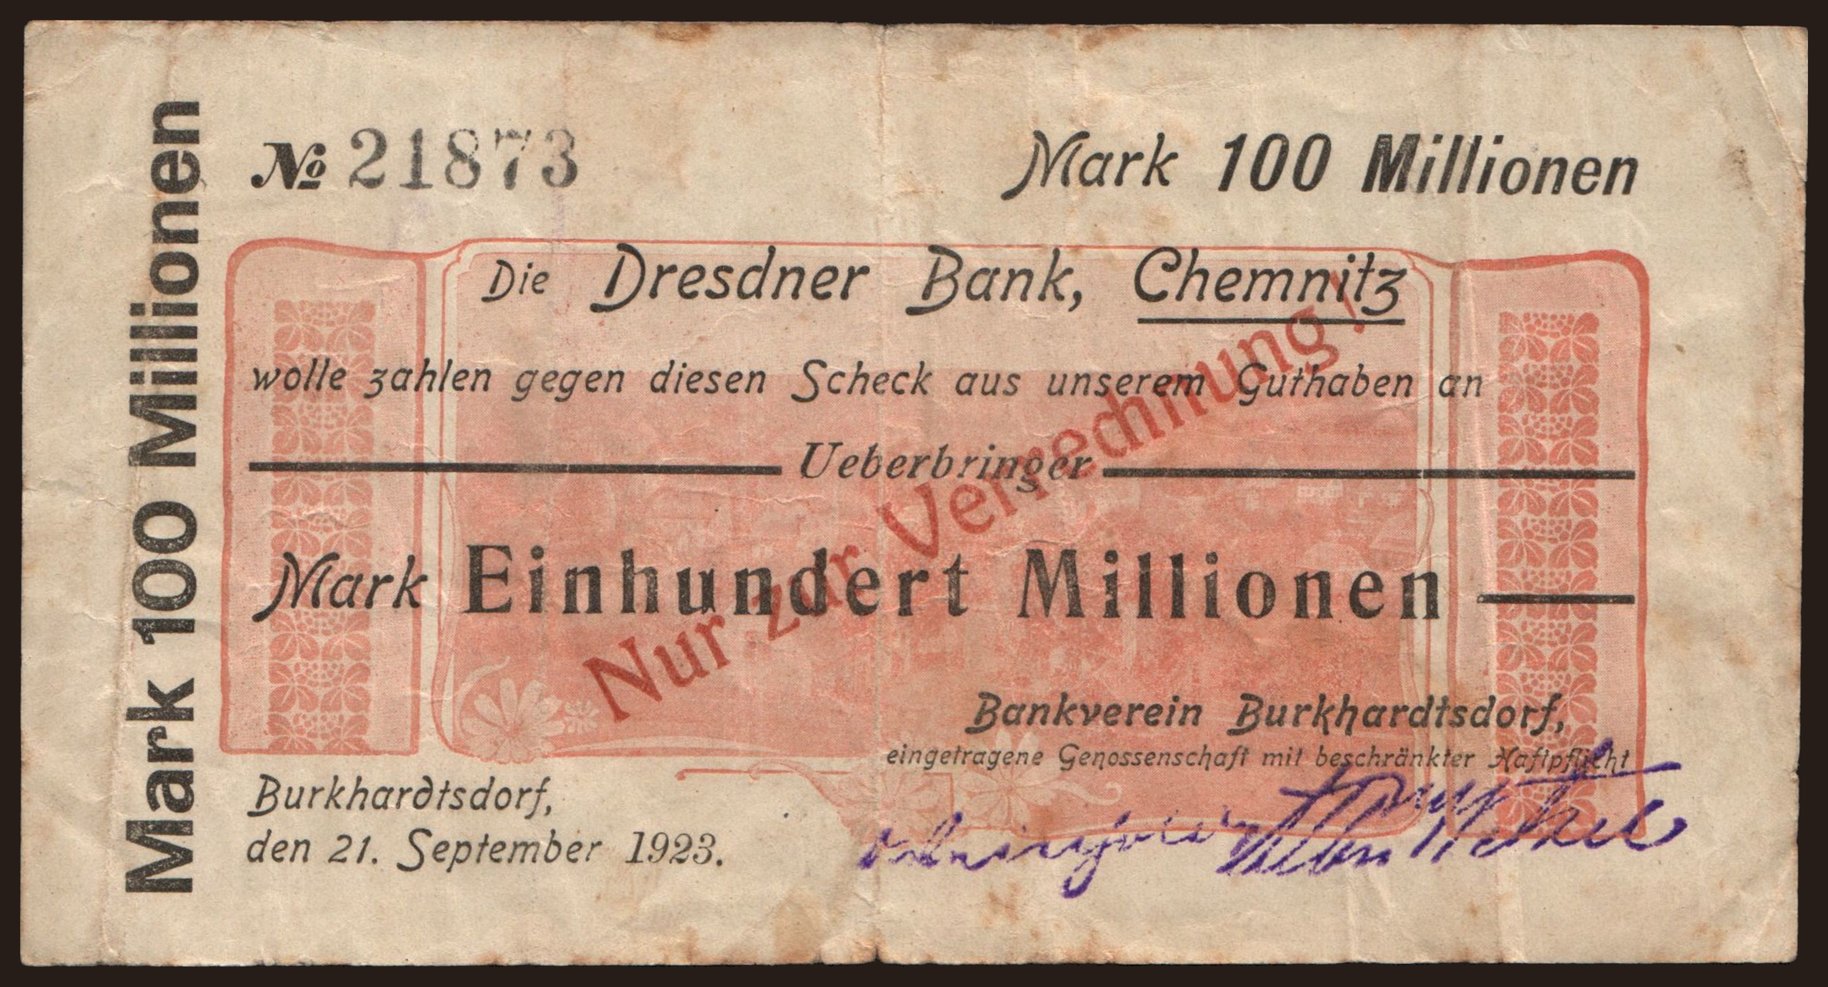 Mark 100 Millionen
№ 21873
Mark 100 Millionen
Die Dresdner Bank, Chemnitz
wolle zahlen gegen diesen Scheck aus unserem Guthaben an
Ueberbringer
Mark Einhundert Millionen
Nur zur Verrechnung!
Bankverein Burkhardtsdorf,
eingetragene Genossenschaft mit beschränkter Haftpflicht
Burkhardtsdorf,
den 21. September 1923.